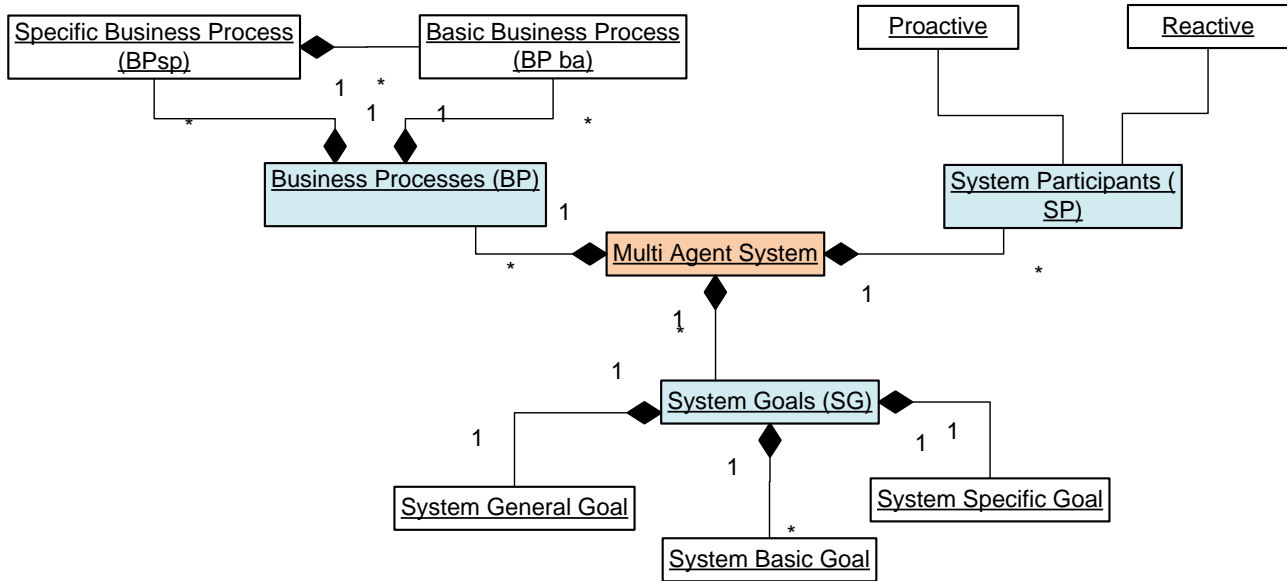 Specific Business Process
(BPsp)
Basic Business Process
(BP ba)
Proactive
Reactive
1
*
*
1
1
*
Business Processes (BP)
System Participants (
SP)
1
*
Multi Agent System
*
1
1
*
1
System Goals (SG)
1
1
1
1
System General Goal
System Specific Goal
*
System Basic Goal